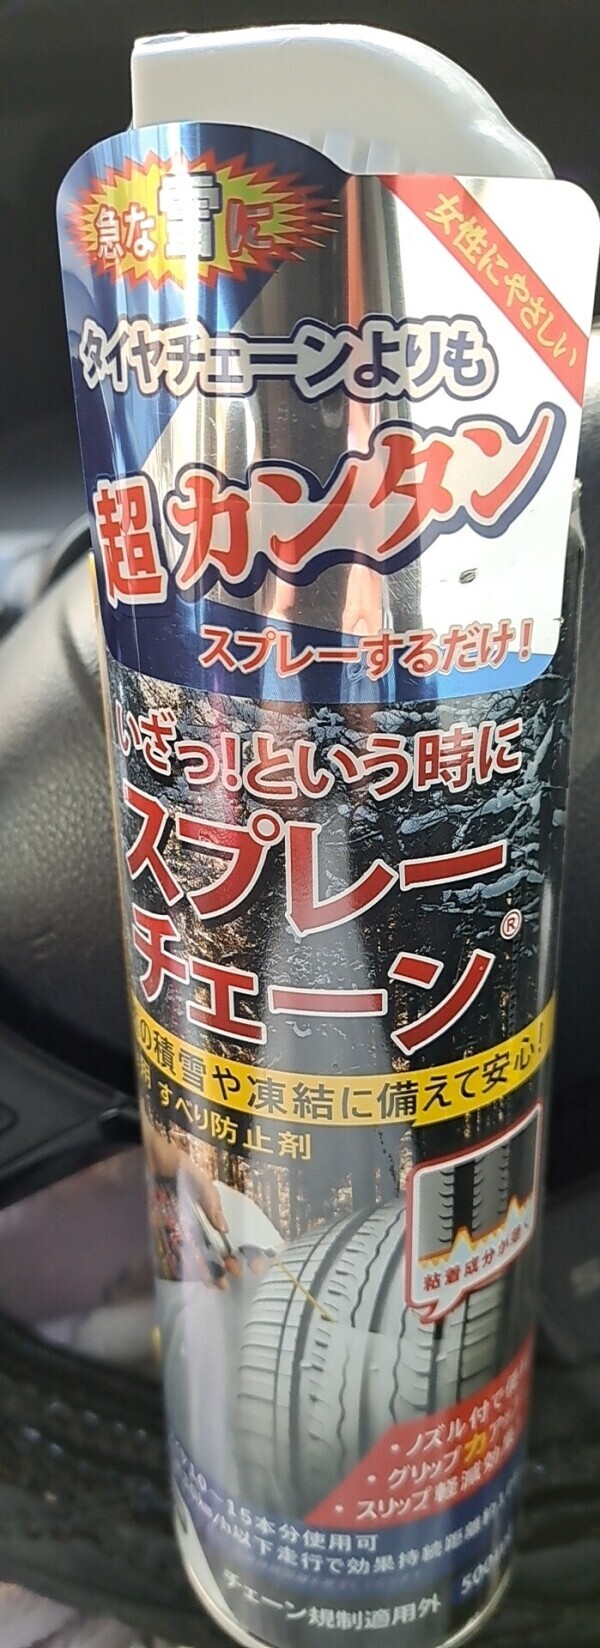 急な雪に
女性にやさしい
タイヤチェーンよりも
超カンタン
スプレーするだけ!
いざっ!という時に
スプレー
チェーン®
の積雪や凍結に備えて安心!
すべり防止剤
粘着成分が
・ノズル付で
・グリップ力ア
・スリップ軽減効
10~15本分使用可
以下走行で効果持続距離約
チェーン規制適用外
500